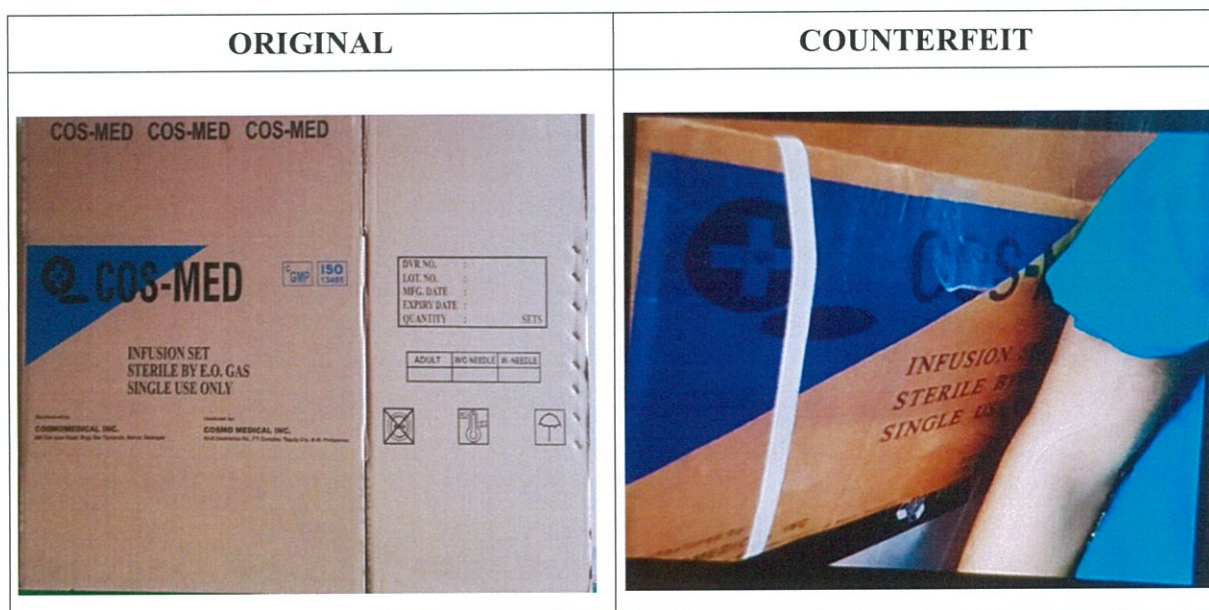 ORIGINAL
COUNTERFEIT
COS-MED COS-MED COS-MED
COS-MED
GMP
ISO
13485
INFUSION SET
STERILE BY E.O. GAS
SINGLE USE ONLY
COSMOMEDICAL INC.
COSMO MEDICAL INC.
DVR NO. :
LOT. NO. :
MFG. DATE :
EXPIRY DATE :
QUANTITY : SETS
ADULT W/O NEEDLE W- NEEDLE
COS-
INFUSION
STERILE B
SINGLE US